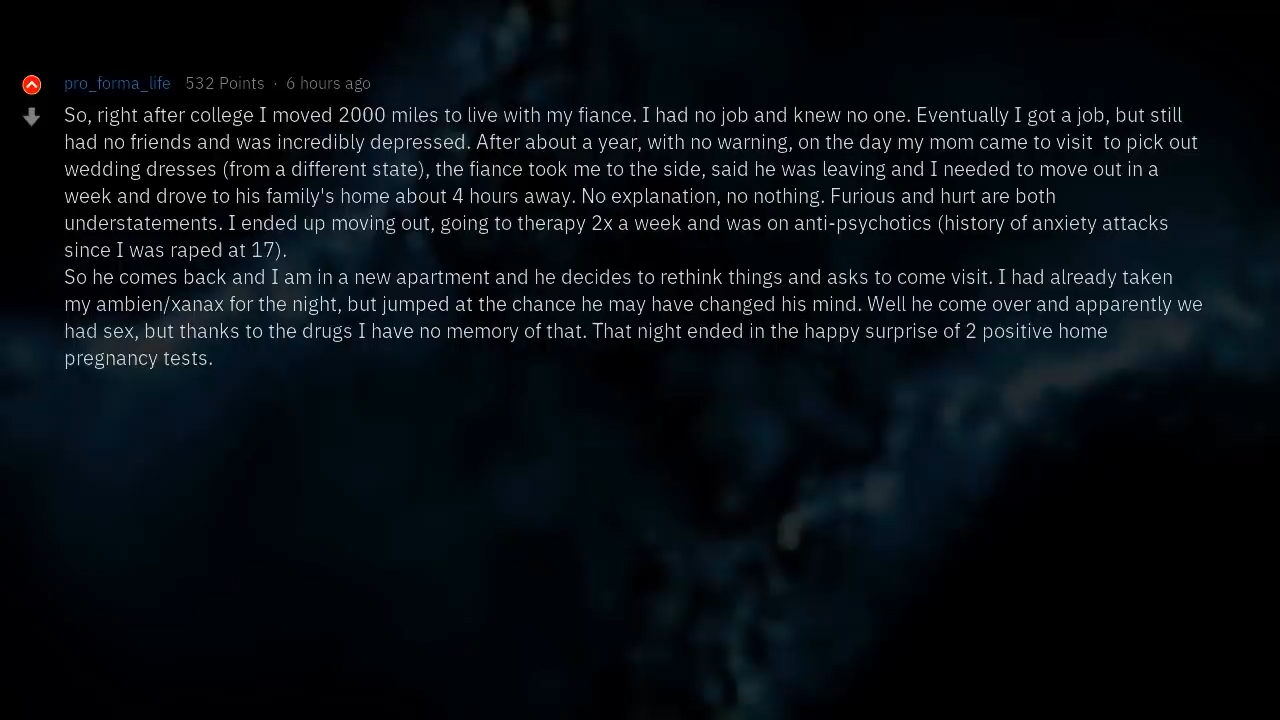 pro_forma_life 532 Points · 6 hours ago
So, right after college I moved 2000 miles to live with my fiance. I had no job and knew no one. Eventually I got a job, but still
had no friends and was incredibly depressed. After about a year, with no warning, on the day my mom came to visit  to pick out
wedding dresses (from a different state), the fiance took me to the side, said he was leaving and I needed to move out in a
week and drove to his family's home about 4 hours away. No explanation, no nothing. Furious and hurt are both
understatements. I ended up moving out, going to therapy 2x a week and was on anti-psychotics (history of anxiety attacks
since I was raped at 17).
So he comes back and I am in a new apartment and he decides to rethink things and asks to come visit. I had already taken
my ambien/xanax for the night, but jumped at the chance he may have changed his mind. Well he come over and apparently we
had sex, but thanks to the drugs I have no memory of that. That night ended in the happy surprise of 2 positive home
pregnancy tests.